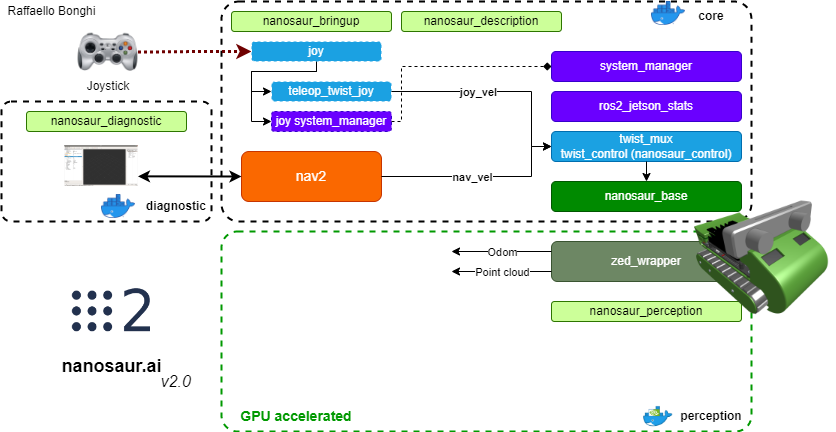 Raffaello Bonghi
nanosaur_bringup
nanosaur_description
core
joy
Joystick
system_manager
teleop_twist_joy
joy_vel
ros2_jetson_stats
nanosaur_diagnostic
joy system_manager
twist_mux
twist_control (nanosaur_control)
nav2
nav_vel
nanosaur_base
diagnostic
Odom
zed_wrapper
Point cloud
nanosaur_perception
2
nanosaur.ai
v2.0
GPU accelerated
perception